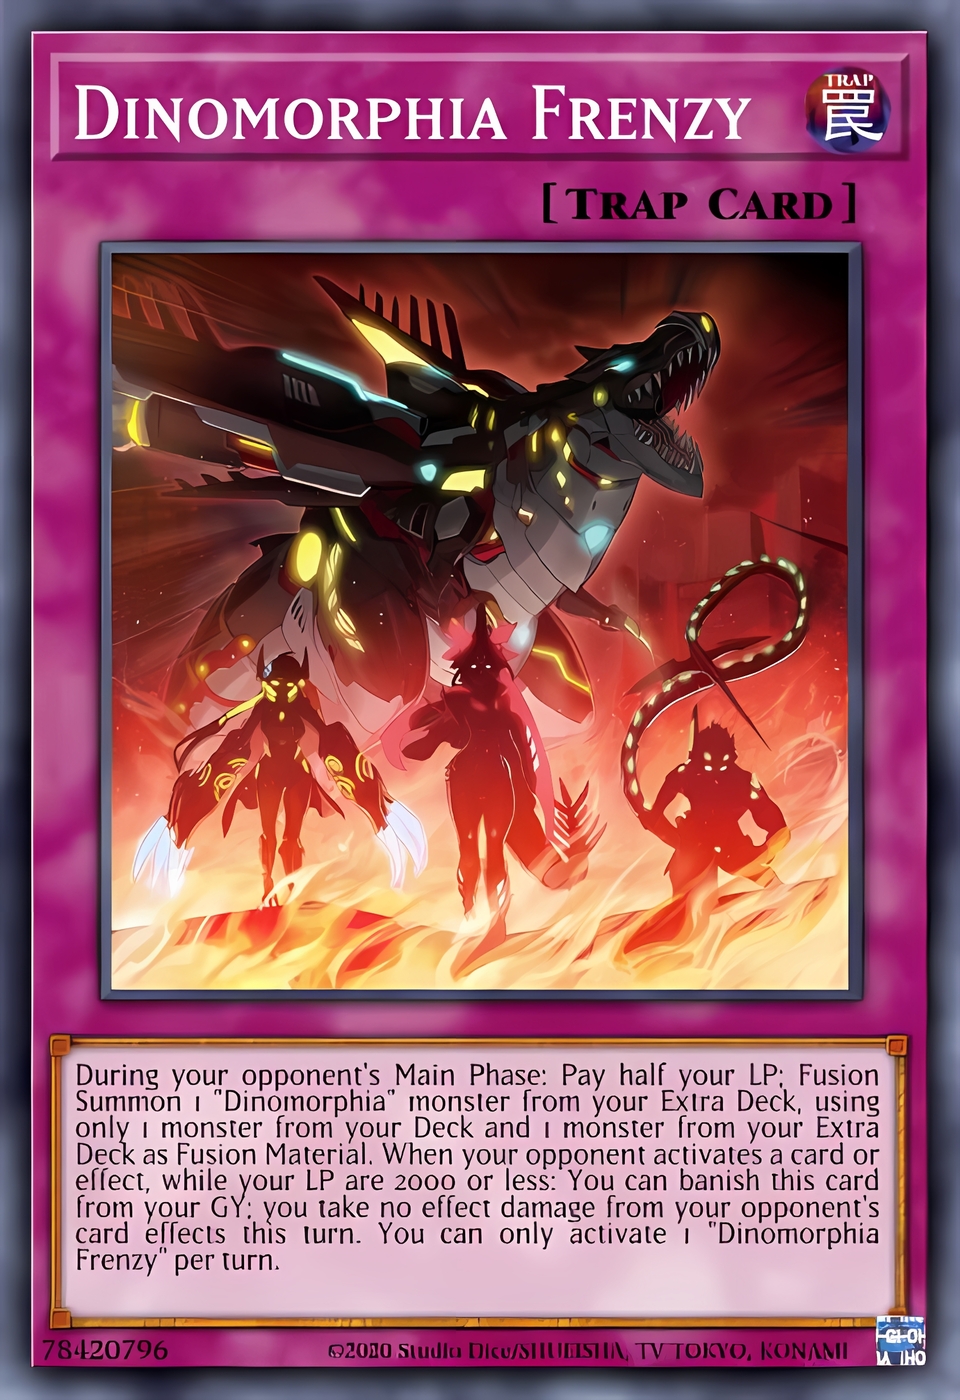 DINOMORPHIA FRENZY
TRAP
罠
[TRAP CARD]
During your opponent's Main Phase: Pay half your LP; Fusion
Summon 1 "Dinomorphia" monster from your Extra Deck, using
only 1 monster from your Deck and 1 monster from your Extra
Deck as Fusion Material. When your opponent activates a card or
effect, while your LP are 2000 or less: You can banish this card
from your GY; you take no effect damage from your opponent's
card effects this turn. You can only activate 1 "Dinomorphia
Frenzy" per turn.
78420796
©2020 Studio Dice/SHUEISHA, TV TOKYO, KONAMI